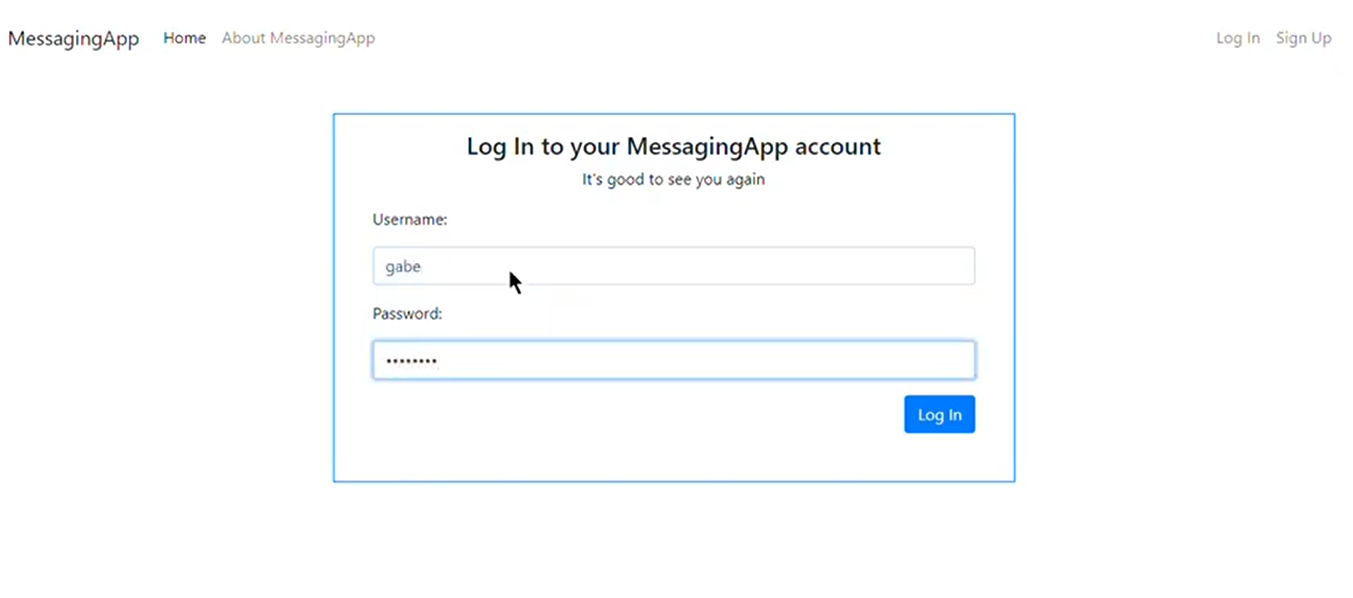 MessagingApp Home About MessagingApp Log In Sign Up
Log In to your MessagingApp account
It's good to see you again
Username:
gabe
Password:
••••••••
Log In